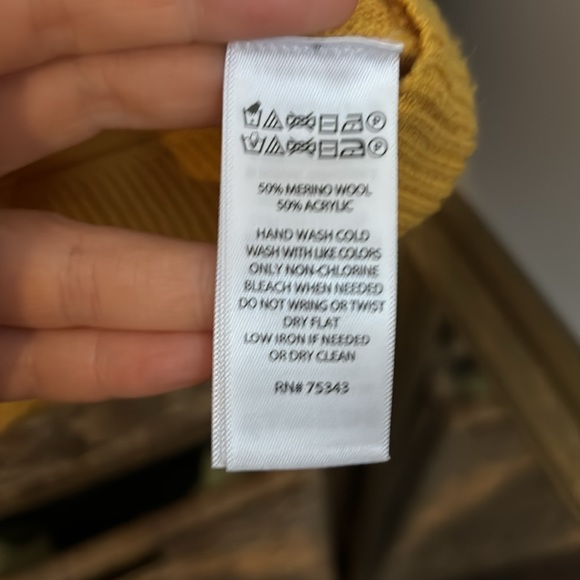 50% MERINO WOOL
50% ACRYLIC
HAND WASH COLD
WASH WITH LIKE COLORS
ONLY NON-CHLORINE
BLEACH WHEN NEEDED
DO NOT WRING OR TWIST
DRY FLAT
LOW IRON IF NEEDED
OR DRY CLEAN
RN# 75343